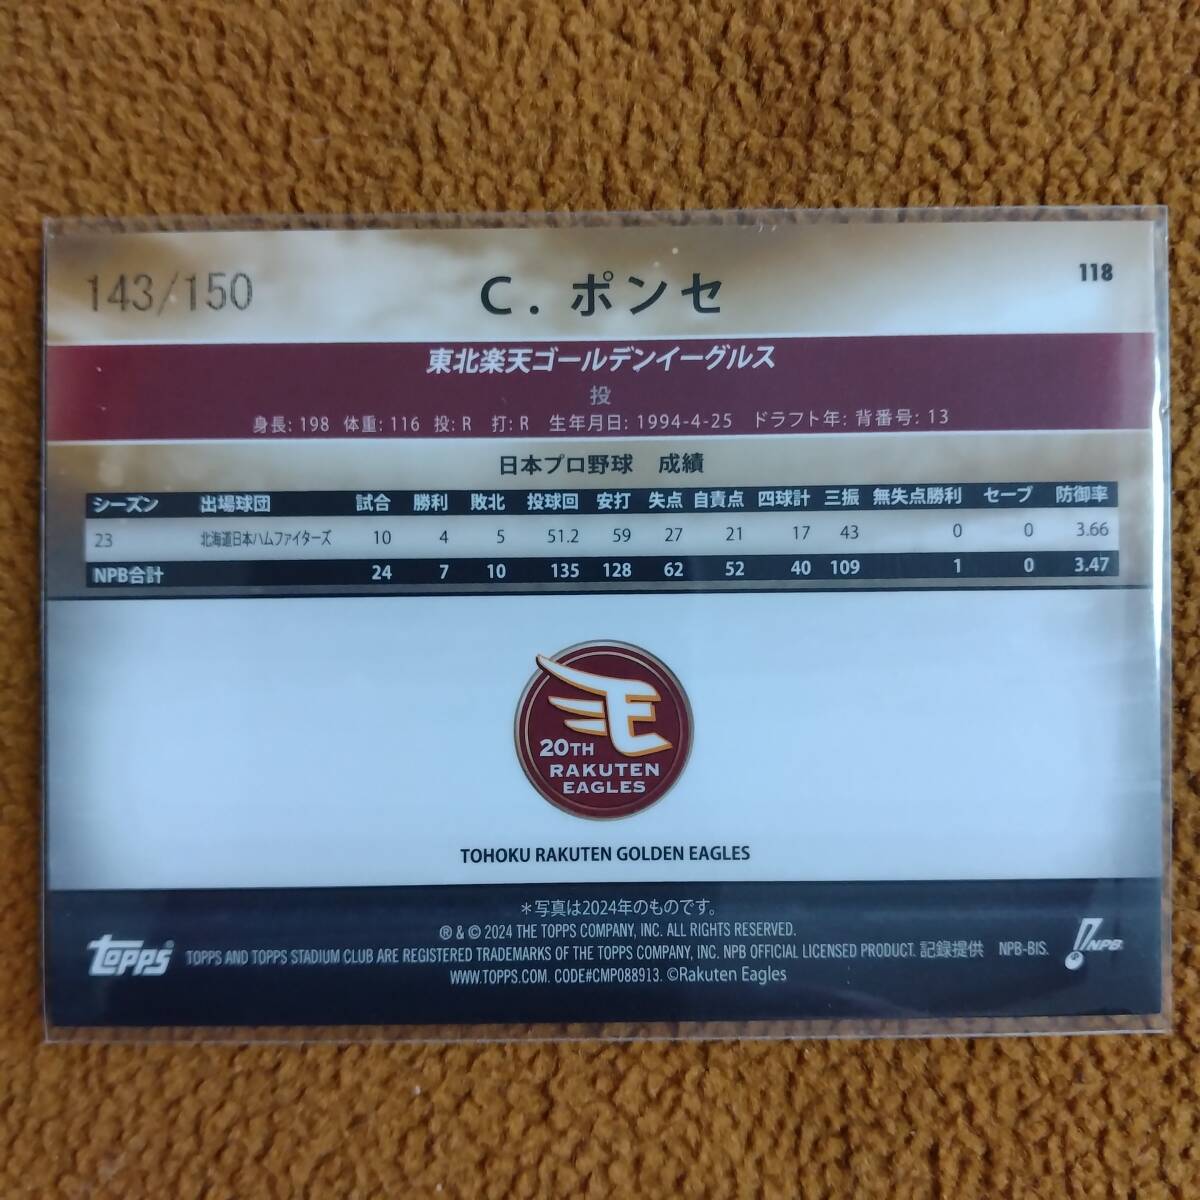 143/150
C. ポンセ
118
東北楽天ゴールデンイーグルス
投
身長: 198 体重: 116 投: R 打: R 生年月日: 1994-4-25 ドラフト年: 背番号: 13
日本プロ野球 成績
シーズン 出場球団 試合 勝利 敗北 投球回 安打 失点 自責点 四球計 三振 無失点勝利 セーブ 防御率
23 北海道日本ハムファイターズ 10 4 5 51.2 59 27 21 17 43 0 0 3.66
NPB合計 24 7 10 135 128 62 52 40 109 1 0 3.47
20TH
RAKUTEN
EAGLES
TOHOKU RAKUTEN GOLDEN EAGLES
＊写真は2024年のものです。
® & © 2024 THE TOPPS COMPANY, INC. ALL RIGHTS RESERVED.
topps TOPPS AND TOPPS STADIUM CLUB ARE REGISTERED TRADEMARKS OF THE TOPPS COMPANY, INC. NPB OFFICIAL LICENSED PRODUCT. 記録提供 NPB-BIS. NPB
WWW.TOPPS.COM. CODE#CMP088913. ©Rakuten Eagles